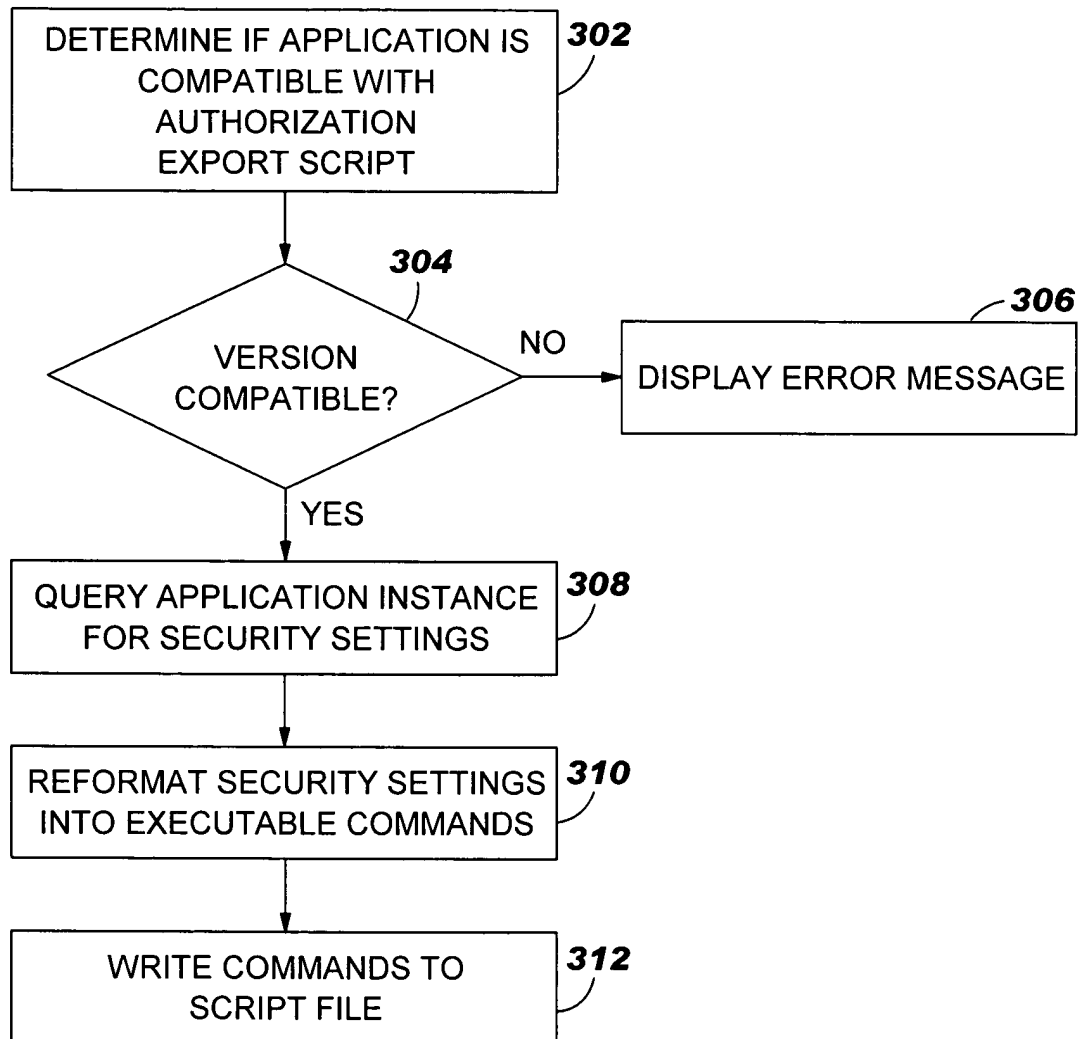 DETERMINE IF APPLICATION IS
COMPATIBLE WITH
AUTHORIZATION
EXPORT SCRIPT
302
304
VERSION
COMPATIBLE?
NO
306
DISPLAY ERROR MESSAGE
YES
QUERY APPLICATION INSTANCE
FOR SECURITY SETTINGS
308
REFORMAT SECURITY SETTINGS
INTO EXECUTABLE COMMANDS
310
WRITE COMMANDS TO
SCRIPT FILE
312